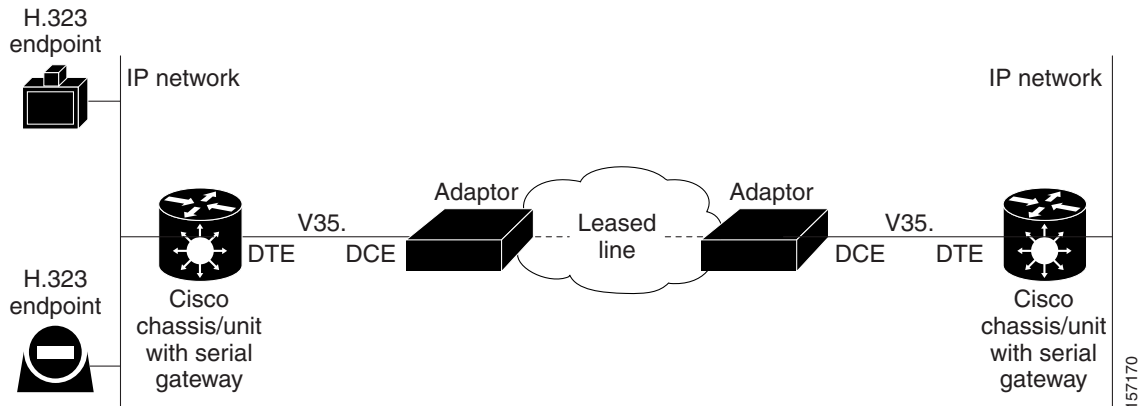 H.323
endpoint
IP network
IP network
Adaptor
Adaptor
V35.
Leased
line
V35.
DTE
DCE
DCE
DTE
H.323
endpoint
Cisco
chassis/unit
with serial
gateway
Cisco
chassis/unit
with serial
gateway
157170